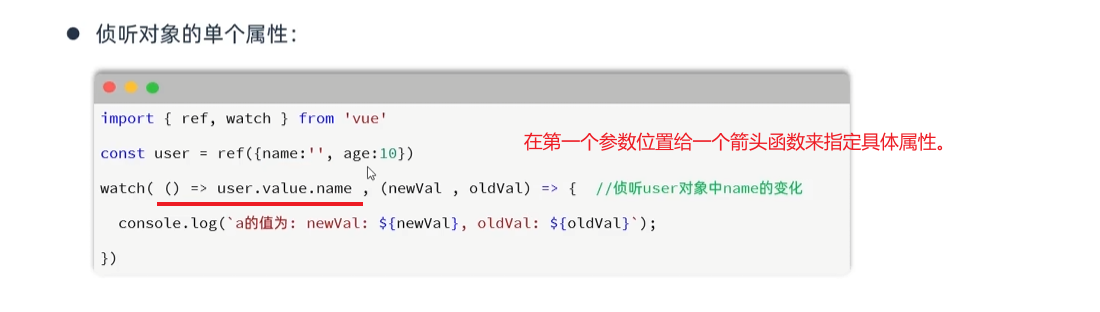 侦听对象的单个属性：
import { ref, watch } from 'vue'
在第一个参数位置给一个箭头函数来指定具体属性。
const user = ref({name:'', age:10})
watch( () => user.value.name , (newVal , oldVal) => {  //侦听user对象中name的变化
  console.log(`a的值为: newVal: ${newVal}, oldVal: ${oldVal}`);
})